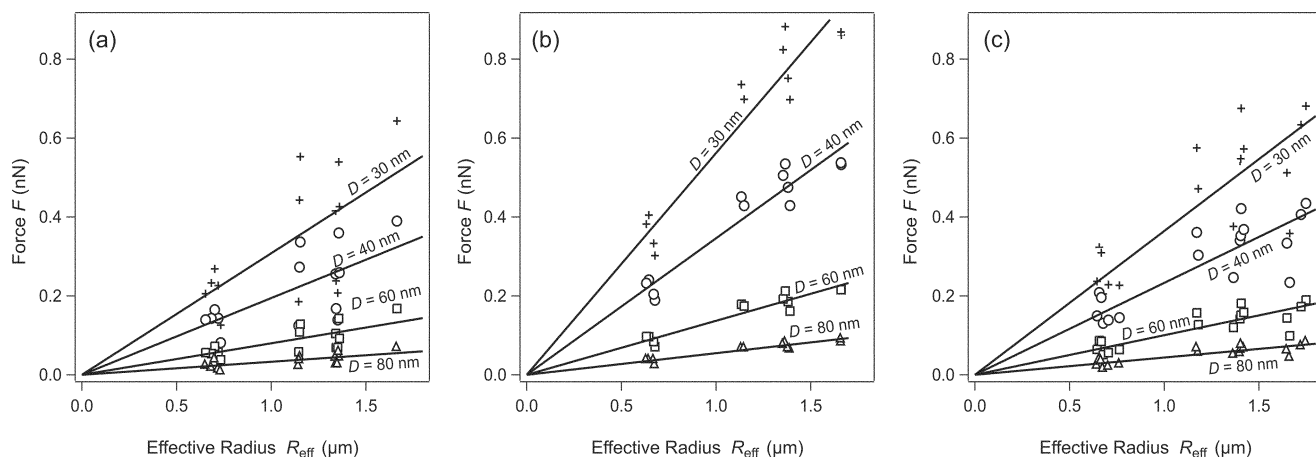 (a)
0.8
0.6
0.4
0.2
0.0
Force F (nN)
D = 30 nm
D = 40 nm
D = 60 nm
D = 80 nm
0.0 0.5 1.0 1.5
Effective Radius Reff (μm)
(b)
0.8
0.6
0.4
0.2
0.0
Force F (nN)
D = 30 nm
D = 40 nm
D = 60 nm
D = 80 nm
0.0 0.5 1.0 1.5
Effective Radius Reff (μm)
(c)
0.8
0.6
0.4
0.2
0.0
Force F (nN)
D = 30 nm
D = 40 nm
D = 60 nm
D = 80 nm
0.0 0.5 1.0 1.5
Effective Radius Reff (μm)